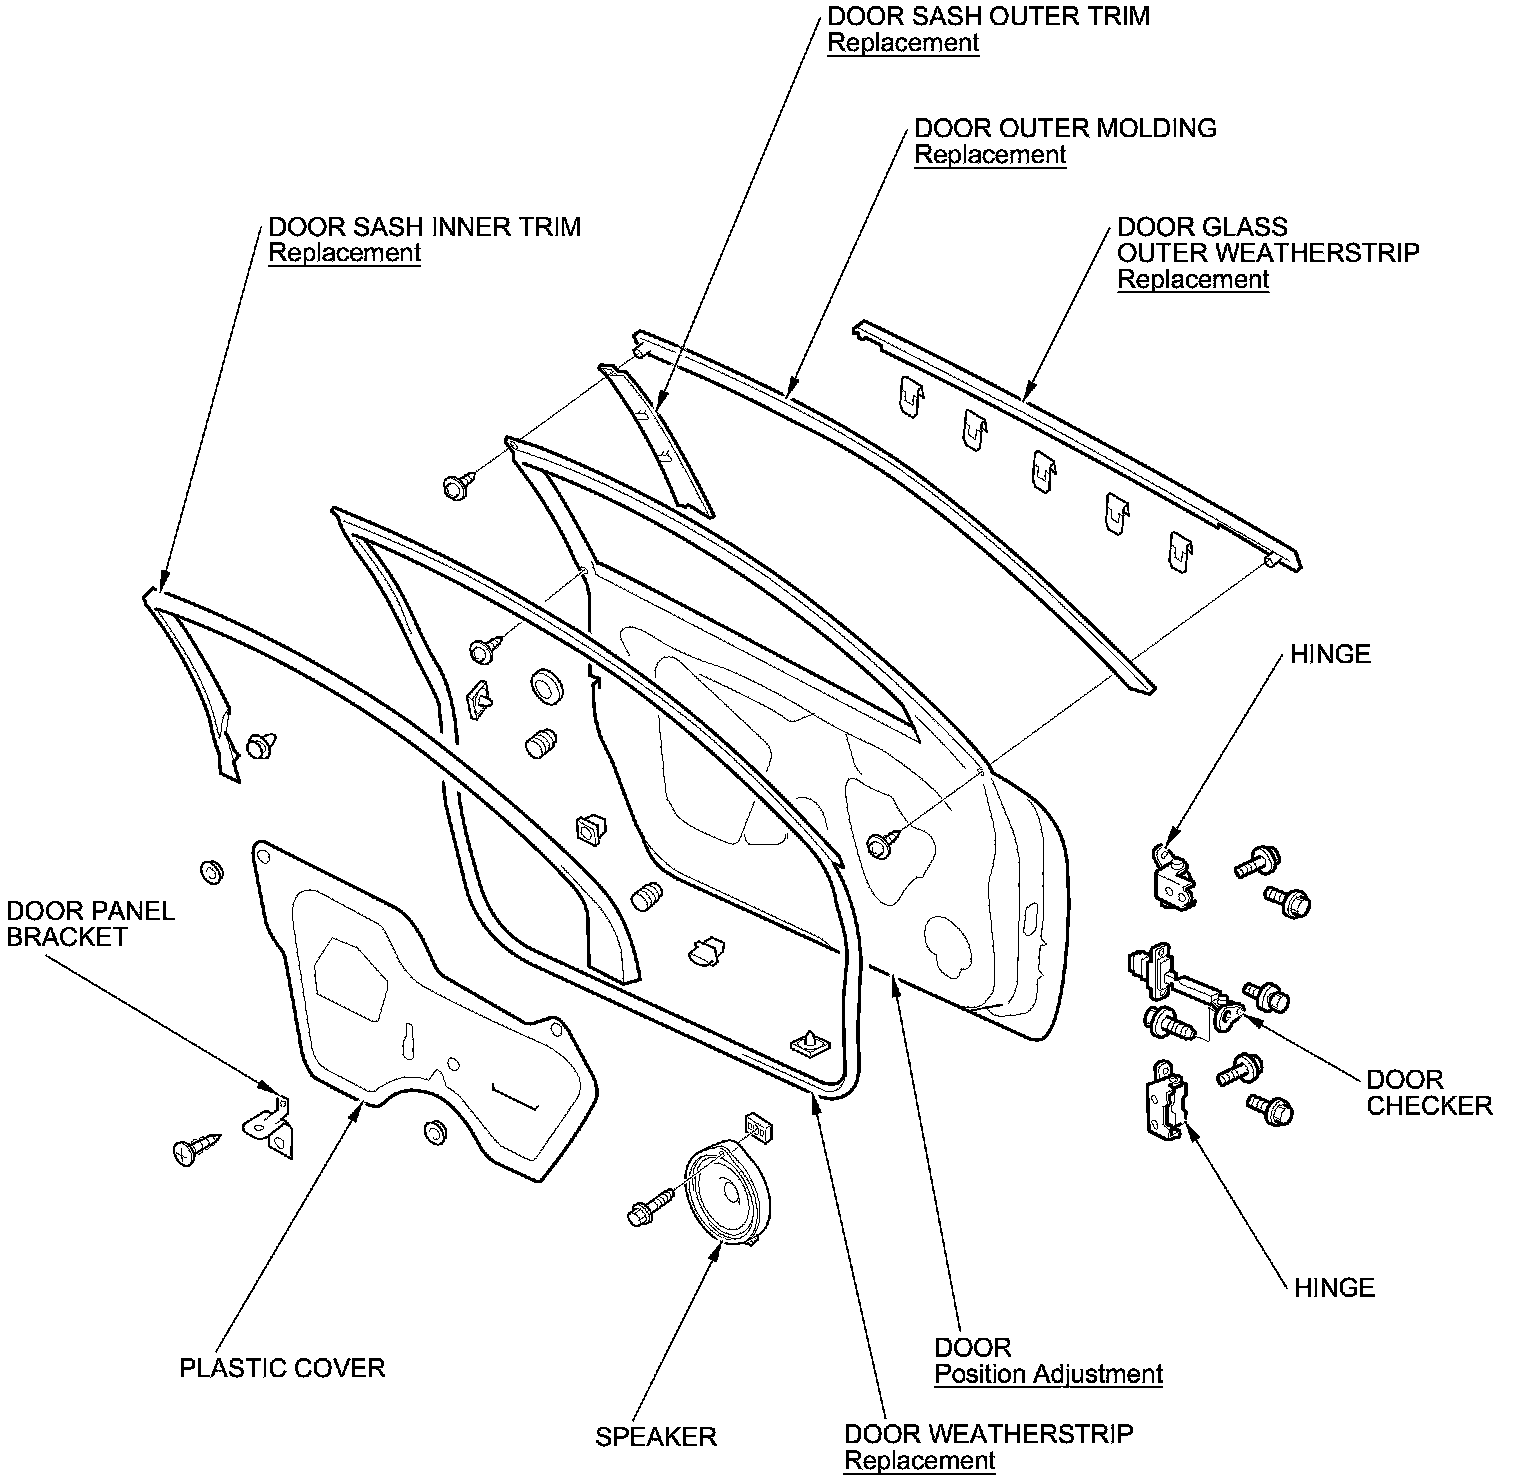 DOOR SASH OUTER TRIM
Replacement
DOOR OUTER MOLDING
Replacement
DOOR SASH INNER TRIM
Replacement
DOOR GLASS
OUTER WEATHERSTRIP
Replacement
HINGE
DOOR PANEL
BRACKET
DOOR
CHECKER
HINGE
PLASTIC COVER
DOOR
Position Adjustment
SPEAKER
DOOR WEATHERSTRIP
Replacement